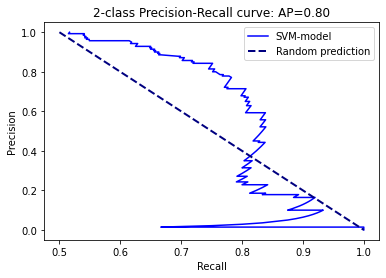 2-class Precision-Recall curve: AP=0.80
1.0
0.8
0.6
0.4
0.2
0.0
Precision
SVM-model
Random prediction
0.5
0.6
0.7
0.8
0.9
1.0
Recall